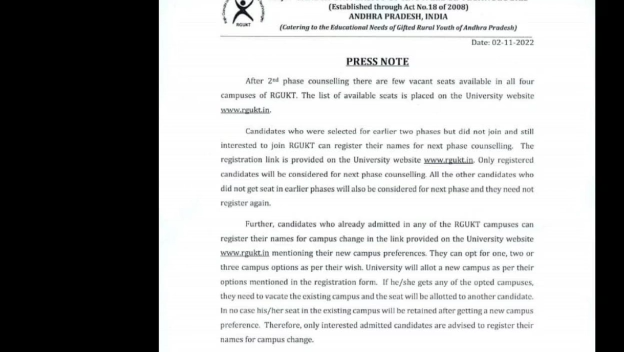 (Established through Act No.18 of 2008)
ANDHRA PRADESH, INDIA
(Catering to the Educational Needs of Gifted Rural Youth of Andhra Pradesh)
RGUKT
Date: 02-11-2022
PRESS NOTE
After 2nd phase counselling there are few vacant seats available in all four
campuses of RGUKT. The list of available seats is placed on the University website
www.rgukt.in.
Candidates who were selected for earlier two phases but did not join and still
interested to join RGUKT can register their names for next phase counselling. The
registration link is provided on the University website www.rgukt.in. Only registered
candidates will be considered for next phase counselling. All the other candidates who
did not get seat in earlier phases will also be considered for next phase and they need not
register again.
Further, candidates who already admitted in any of the RGUKT campuses can
register their names for campus change in the link provided on the University website
www.rgukt.in mentioning their new campus preferences. They can opt for one, two or
three campus options as per their wish. University will allot a new campus as per their
options mentioned in the registration form. If he/she gets any of the opted campuses,
they need to vacate the existing campus and the seat will be allotted to another candidate.
In no case his/her seat in the existing campus will be retained after getting a new campus
preference. Therefore, only interested admitted candidates are advised to register their
names for campus change.